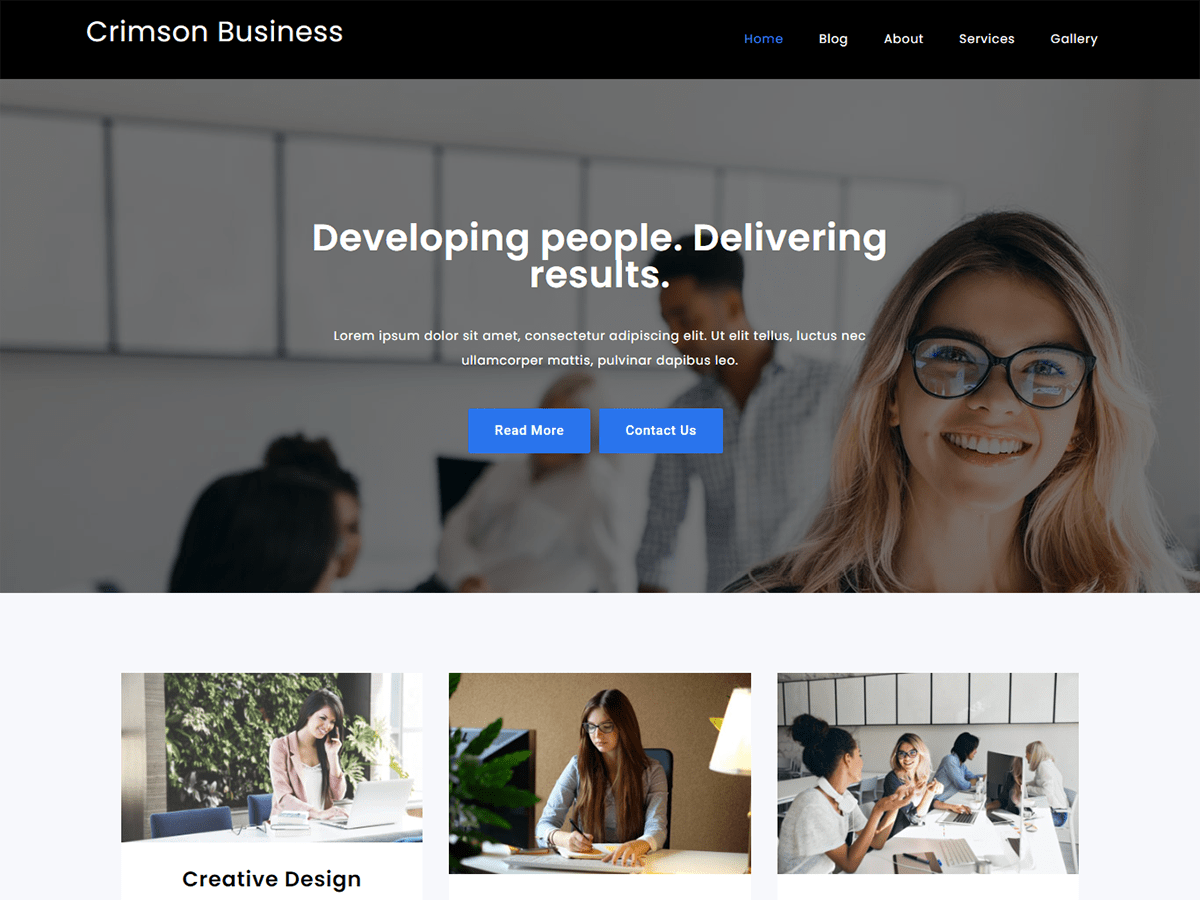 Crimson Business
Home Blog About Services Gallery
Developing people. Delivering
results.
Lorem ipsum dolor sit amet, consectetur adipiscing elit. Ut elit tellus, luctus nec
ullamcorper mattis, pulvinar dapibus leo.
Read More Contact Us
Creative Design